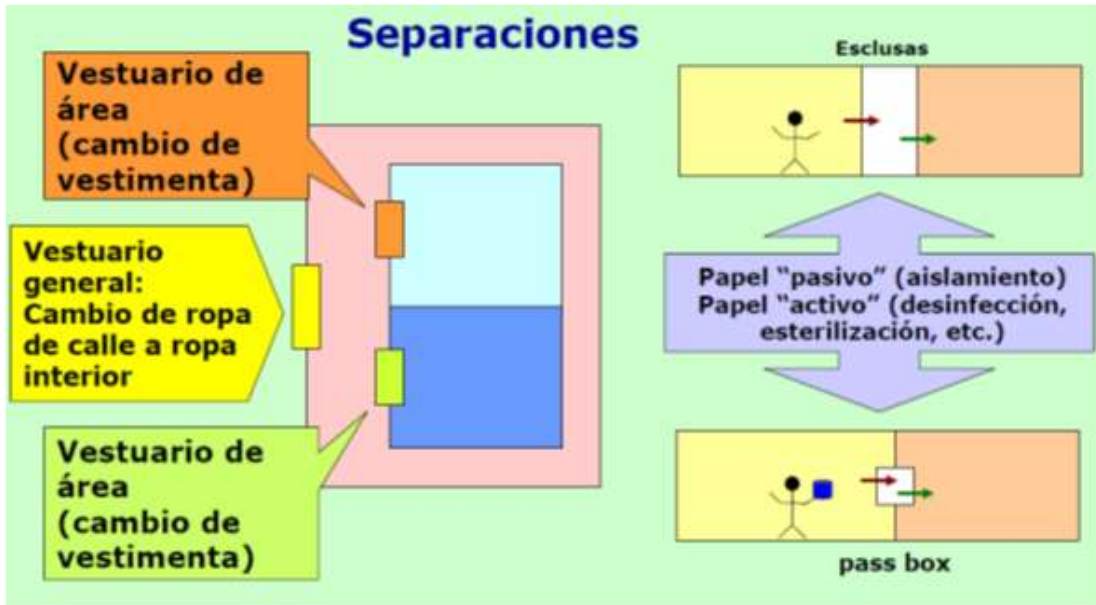 Separaciones
Vestuario de
área
(cambio de
vestimenta)
Vestuario
general:
Cambio de ropa
de calle a ropa
interior
Vestuario de
área
(cambio de
vestimenta)
Esclusas
Papel “pasivo” (aislamiento)
Papel “activo” (desinfección,
esterilización, etc.)
pass box